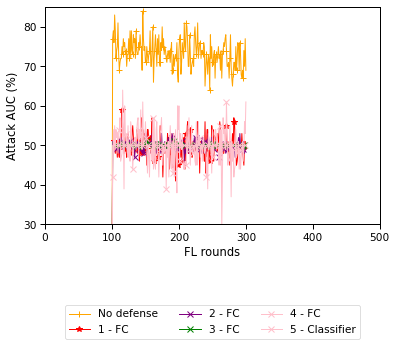 80
70
60
50
40
30
Attack AUC (%)
0 100 200 300 400 500
FL rounds
No defense 2 - FC 4 - FC
1 - FC 3 - FC 5 - Classifier